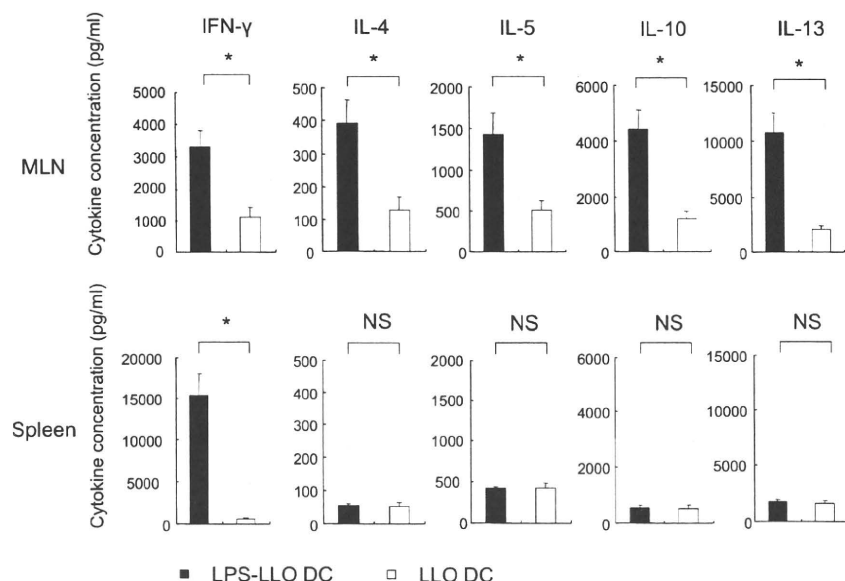 IFN-γ IL-4 IL-5 IL-10 IL-13
Cytokine concentration (pg/ml)
* * * * *
MLN
4000 3000 2000 1000 0
500 400 300 200 100 0
2000 1500 1000 500 0
6000 4000 2000 0
15000 10000 5000 0
Cytokine concentration (pg/ml)
* NS NS NS NS
Spleen
20000 15000 10000 5000 0
500 400 300 200 100 0
2000 1500 1000 500 0
6000 4000 2000 0
15000 10000 5000 0
LPS-LLO DC LLO DC